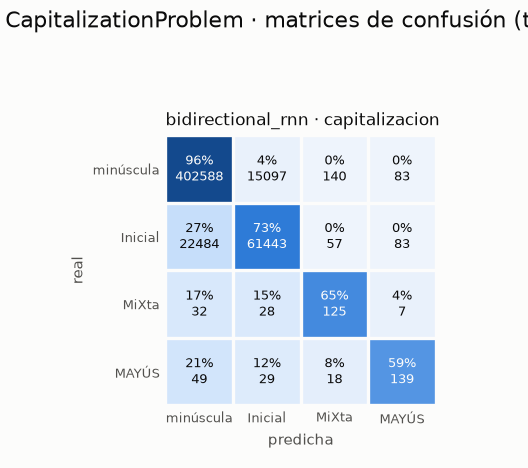 CapitalizationProblem · matrices de confusión (t
bidirectional_rnn · capitalizacion
minúscula 96% 4% 0% 0%
402588 15097 140 83
Inicial 27% 73% 0% 0%
22484 61443 57 83
MiXta 17% 15% 65% 4%
32 28 125 7
MAYÚS 21% 12% 8% 59%
49 29 18 139
real
minúscula Inicial MiXta MAYÚS
predicha